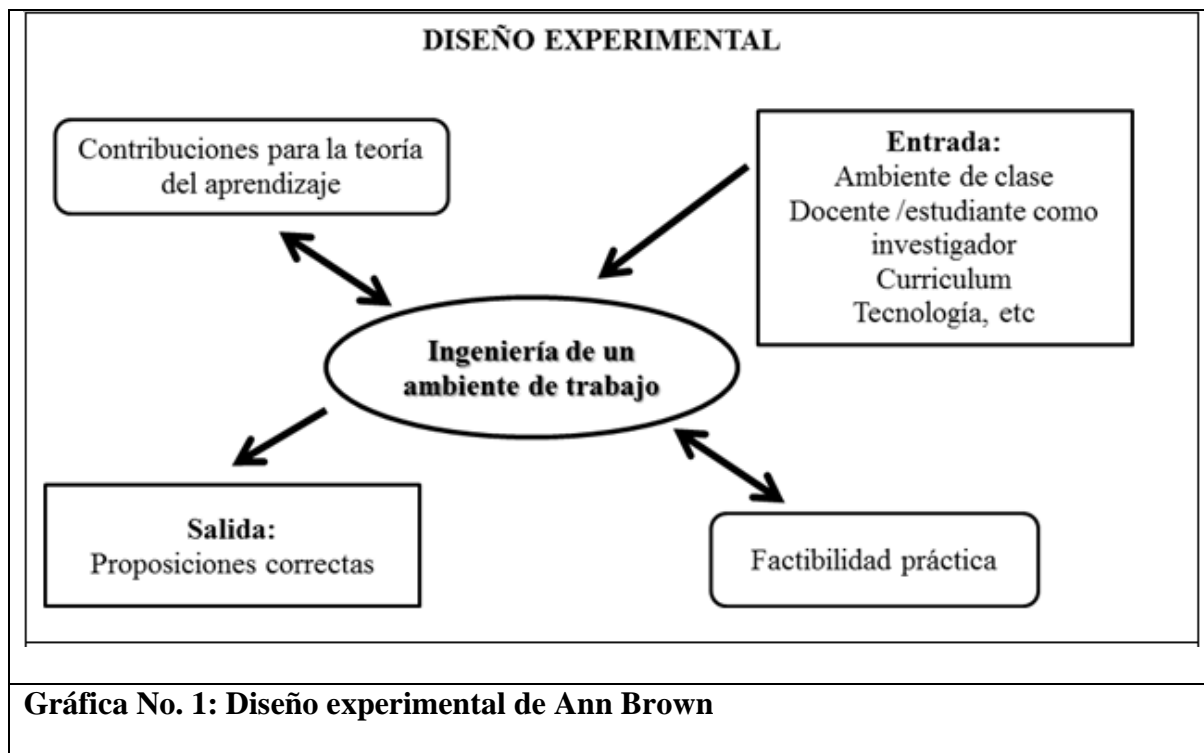 DISEÑO EXPERIMENTAL
Contribuciones para la teoría
del aprendizaje
Entrada:
Ambiente de clase
Docente /estudiante como
investigador
Curriculum
Tecnología, etc
Ingeniería de un
ambiente de trabajo
Salida:
Proposiciones correctas
Factibilidad práctica
Gráfica No. 1: Diseño experimental de Ann Brown